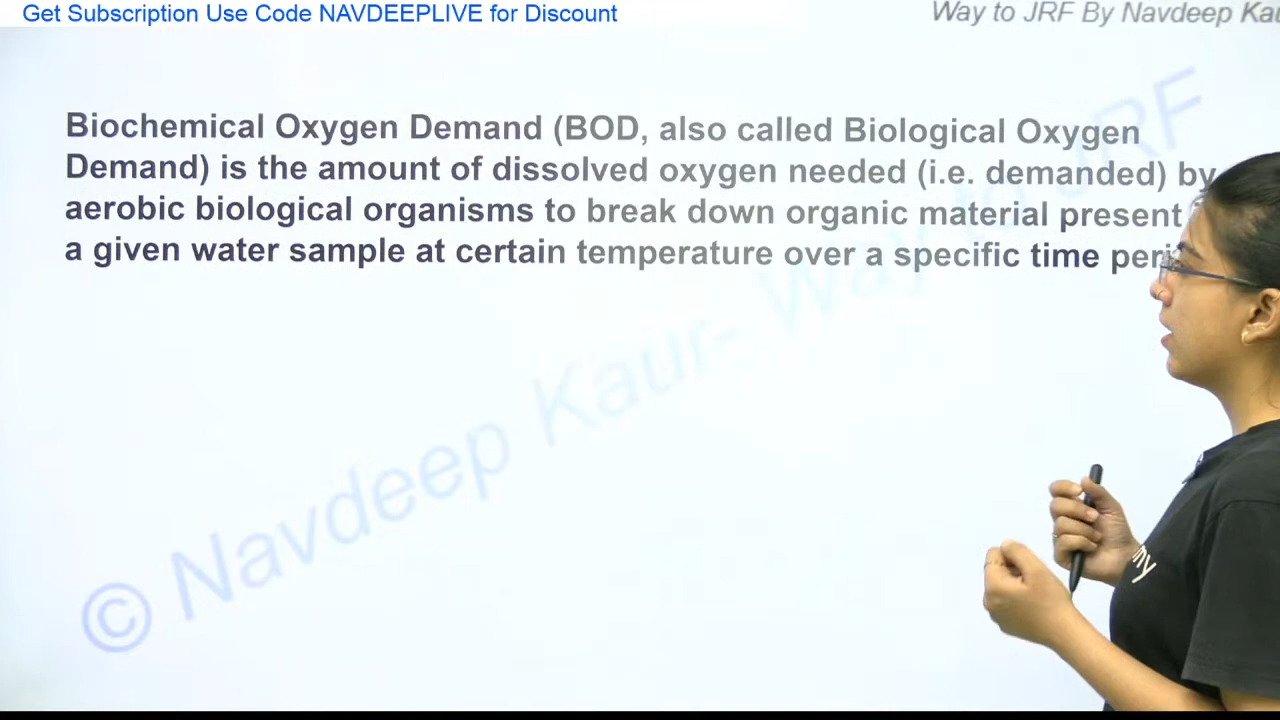 Get Subscription Use Code NAVDEEPLIVE for Discount
Way to JRF By Navdeep
Biochemical Oxygen Demand (BOD, also called Biological Oxygen
Demand) is the amount of dissolved oxygen needed (i.e. demanded) by
aerobic biological organisms to break down organic material present
a given water sample at certain temperature over a specific time
© Navdeep Kaur- Way to JRF